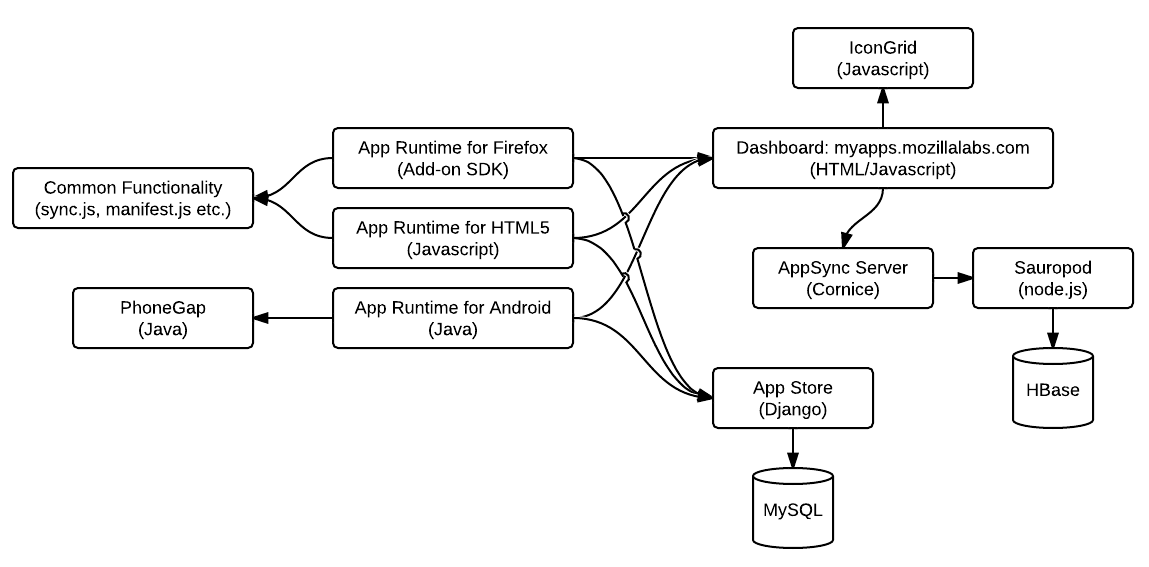 IconGrid
(Javascript)
App Runtime for Firefox
(Add-on SDK)
Dashboard: myapps.mozillalabs.com
(HTML/Javascript)
Common Functionality
(sync.js, manifest.js etc.)
App Runtime for HTML5
(Javascript)
AppSync Server
(Cornice)
Sauropod
(node.js)
PhoneGap
(Java)
App Runtime for Android
(Java)
HBase
App Store
(Django)
MySQL